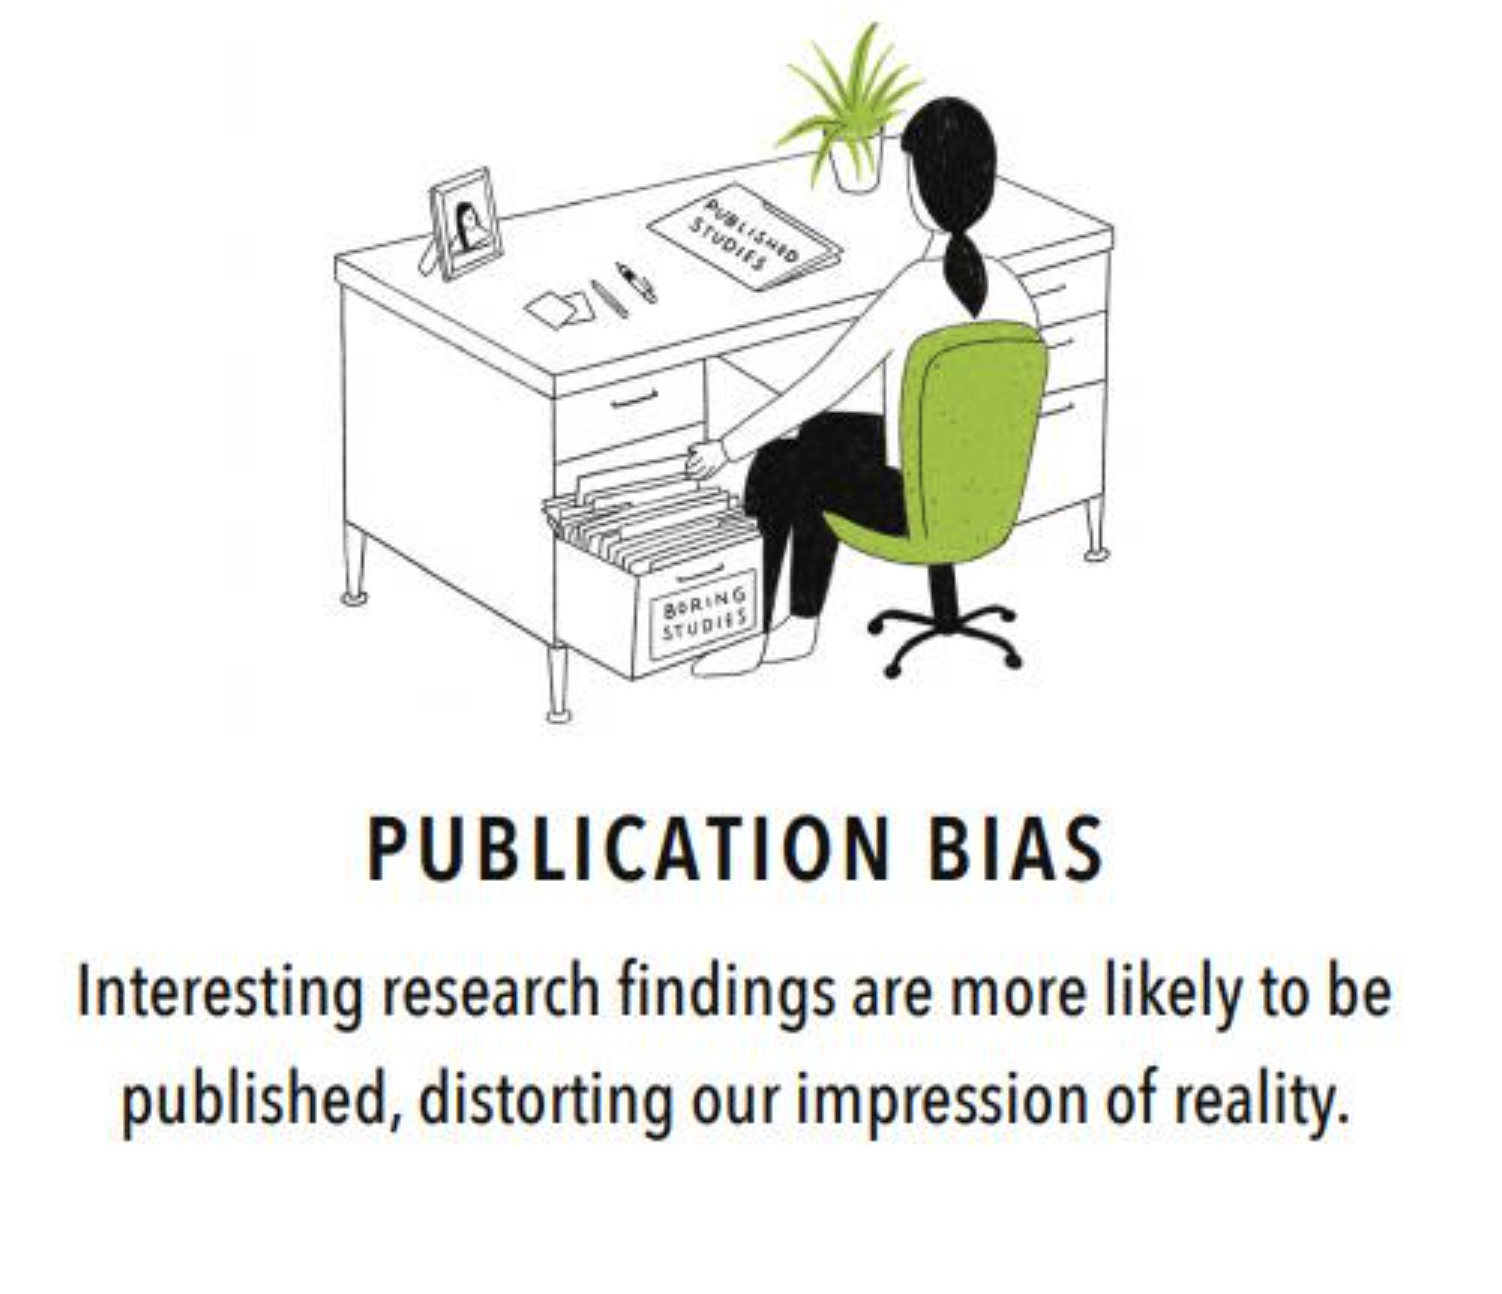 PUBLISHED
STUDIES
BORING
STUDIES
PUBLICATION BIAS
Interesting research findings are more likely to be
published, distorting our impression of reality.